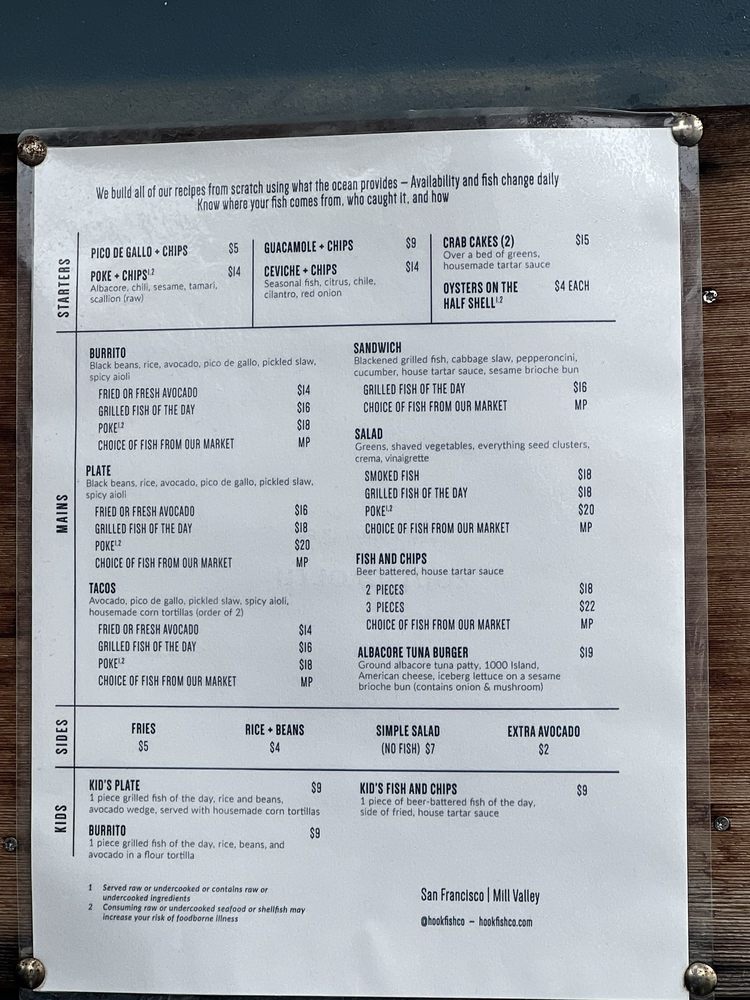 We build all of our recipes from scratch using what the ocean provides – Availability and fish change daily
Know where your fish comes from, who caught it, and how
STARTERS
PICO DE GALLO + CHIPS $5
POKE + CHIPS1,2 $14
Albacore, chili, sesame, tamari,
scallion (raw)
GUACAMOLE + CHIPS $9
CEVICHE + CHIPS $14
Seasonal fish, citrus, chile,
cilantro, red onion
CRAB CAKES (2) $15
Over a bed of greens,
housemade tartar sauce
OYSTERS ON THE $4 EACH
HALF SHELL1,2
MAINS
BURRITO
Black beans, rice, avocado, pico de gallo, pickled slaw,
spicy aioli
FRIED OR FRESH AVOCADO $14
GRILLED FISH OF THE DAY $16
POKE1,2 $18
CHOICE OF FISH FROM OUR MARKET MP
PLATE
Black beans, rice, avocado, pico de gallo, pickled slaw,
spicy aioli
FRIED OR FRESH AVOCADO $16
GRILLED FISH OF THE DAY $18
POKE1,2 $20
CHOICE OF FISH FROM OUR MARKET MP
TACOS
Avocado, pico de gallo, pickled slaw, spicy aioli,
housemade corn tortillas (order of 2)
FRIED OR FRESH AVOCADO $14
GRILLED FISH OF THE DAY $16
POKE1,2 $18
CHOICE OF FISH FROM OUR MARKET MP
SANDWICH
Blackened grilled fish, cabbage slaw, pepperoncini,
cucumber, house tartar sauce, sesame brioche bun
GRILLED FISH OF THE DAY $16
CHOICE OF FISH FROM OUR MARKET MP
SALAD
Greens, shaved vegetables, everything seed clusters,
crema, vinaigrette
SMOKED FISH $18
GRILLED FISH OF THE DAY $18
POKE1,2 $20
CHOICE OF FISH FROM OUR MARKET MP
FISH AND CHIPS
Beer battered, house tartar sauce
2 PIECES $18
3 PIECES $22
CHOICE OF FISH FROM OUR MARKET MP
ALBACORE TUNA BURGER $19
Ground albacore tuna patty, 1000 Island,
American cheese, iceberg lettuce on a sesame
brioche bun (contains onion & mushroom)
SIDES
FRIES RICE + BEANS SIMPLE SALAD EXTRA AVOCADO
$5 $4 (NO FISH) $7 $2
KIDS
KID'S PLATE $9
1 piece grilled fish of the day, rice and beans,
avocado wedge, served with housemade corn tortillas
BURRITO $9
1 piece grilled fish of the day, rice, beans, and
avocado in a flour tortilla
KID'S FISH AND CHIPS $9
1 piece of beer-battered fish of the day,
side of fried, house tartar sauce
1 Served raw or undercooked or contains raw or
undercooked ingredients
2 Consuming raw or undercooked seafood or shellfish may
increase your risk of foodborne illness
San Francisco | Mill Valley
@hookfishco – hookfishco.com